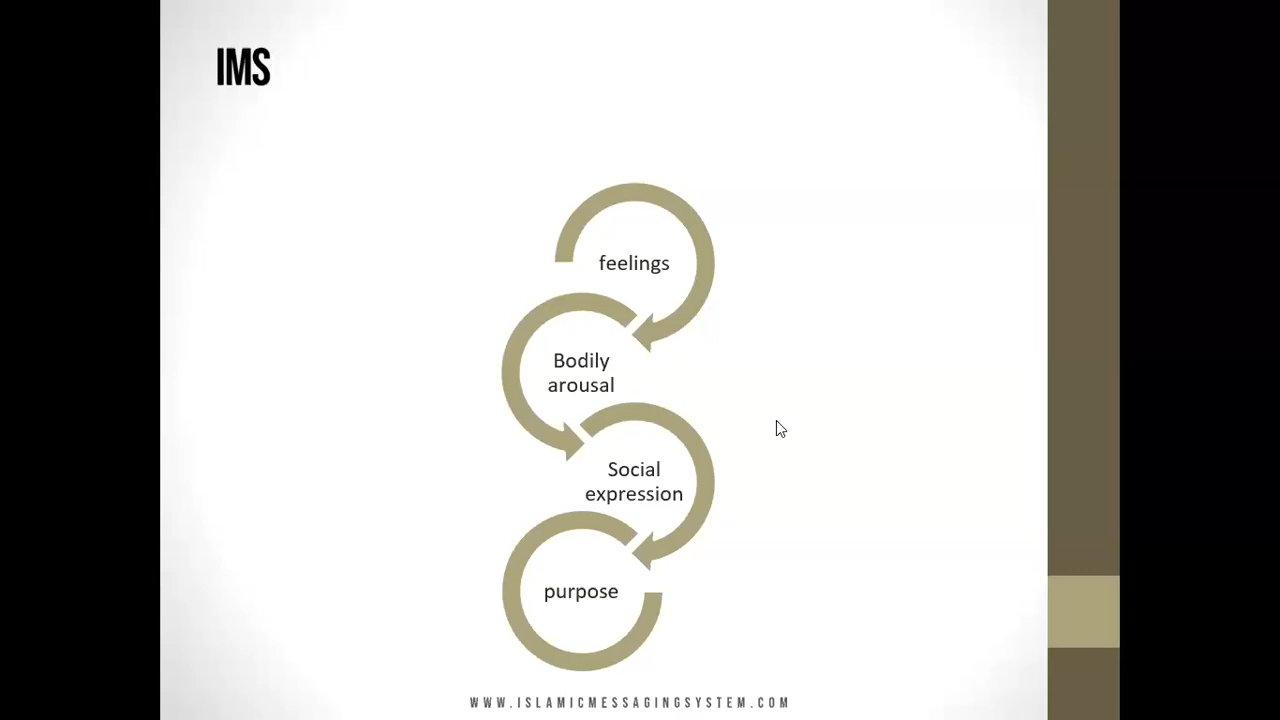 IMS
feelings
Bodily
arousal
Social
expression
purpose
WWW.ISLAMICMESSAGINGSYSTEM.COM